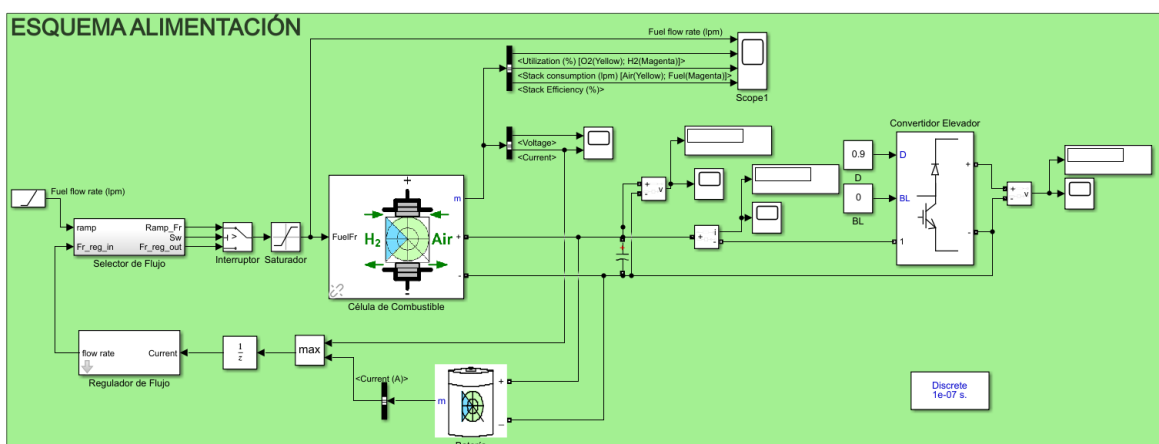 ESQUEMA ALIMENTACIÓN
Fuel flow rate (lpm)
<Utilization (%) [O2(Yellow); H2(Magenta)]>
<Stack consumption (lpm) [Air(Yellow); Fuel(Magenta)]>
<Stack Efficiency (%)>
Scope1
<Voltage>
<Current>
Convertidor Elevador
0.9
D
D
0
BL
BL
1
+
-
+
-
v
+
-
v
+
-
i
Fuel flow rate (lpm)
ramp
Fr_reg_in
Ramp_Fr
Sw
Fr_reg_out
Selector de Flujo
>
Interruptor
Saturador
FuelFr
+
H2
Air
-
m
+
-
Célula de Combustible
flow rate
Current
Regulador de Flujo
1
z
max
<Current (A)>
m
+
_
Discrete
1e-07 s.